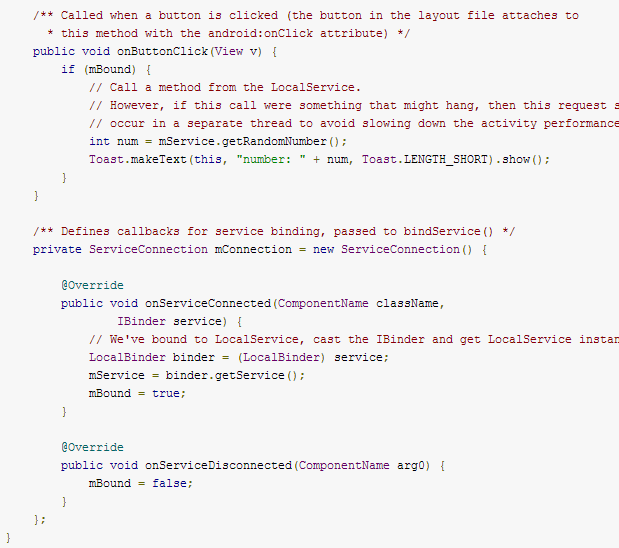 /** Called when a button is clicked (the button in the layout file attaches to
* this method with the android:onClick attribute) */
public void onButtonClick(View v) {
if (mBound) {
// Call a method from the LocalService.
// However, if this call were something that might hang, then this request
// occur in a separate thread to avoid slowing down the activity performance
int num = mService.getRandomNumber();
Toast.makeText(this, "number: " + num, Toast.LENGTH_SHORT).show();
}
}
/** Defines callbacks for service binding, passed to bindService() */
private ServiceConnection mConnection = new ServiceConnection() {
@Override
public void onServiceConnected(ComponentName className,
IBinder service) {
// We've bound to LocalService, cast the IBinder and get LocalService
LocalBinder binder = (LocalBinder) service;
mService = binder.getService();
mBound = true;
}
@Override
public void onServiceDisconnected(ComponentName arg0) {
mBound = false;
}
};
}